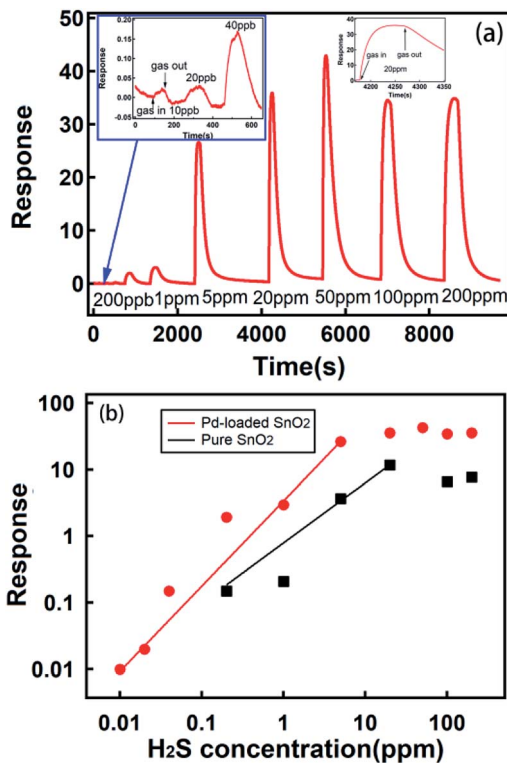 (a)
50
40
30
20
10
0
Response
0.20
0.15
0.10
0.05
0.00
-0.05
Response
40ppb
gas out
20ppb
gas in 10ppb
0 200 400 600
Time(s)
40
30
20
10
0
Response
gas in
gas out
20ppm
4200 4250 4300 4350
Time(s)
200ppb 1ppm 5ppm 20ppm 50ppm 100ppm 200ppm
0 2000 4000 6000 8000
Time(s)
(b)
Pd-loaded SnO2
Pure SnO2
100
10
1
0.1
0.01
Response
0.01 0.1 1 10 100
H2S concentration(ppm)